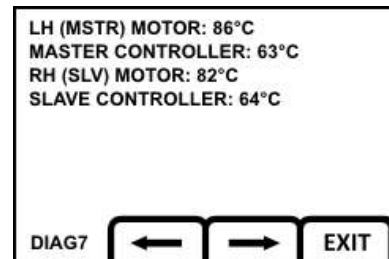 LH (MSTR) MOTOR: 86°C
MASTER CONTROLLER: 63°C
RH (SLV) MOTOR: 82°C
SLAVE CONTROLLER: 64°C
DIAG7 EXIT